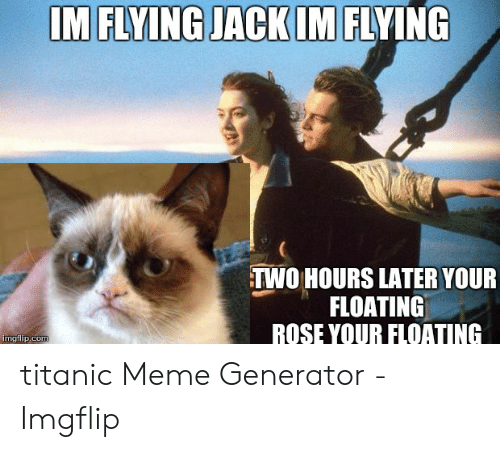 IM FLYING JACK IM FLYING
TWO HOURS LATER YOUR
FLOATING
ROSE YOUR FLOATING
imgflip.com
titanic Meme Generator -
Imgflip